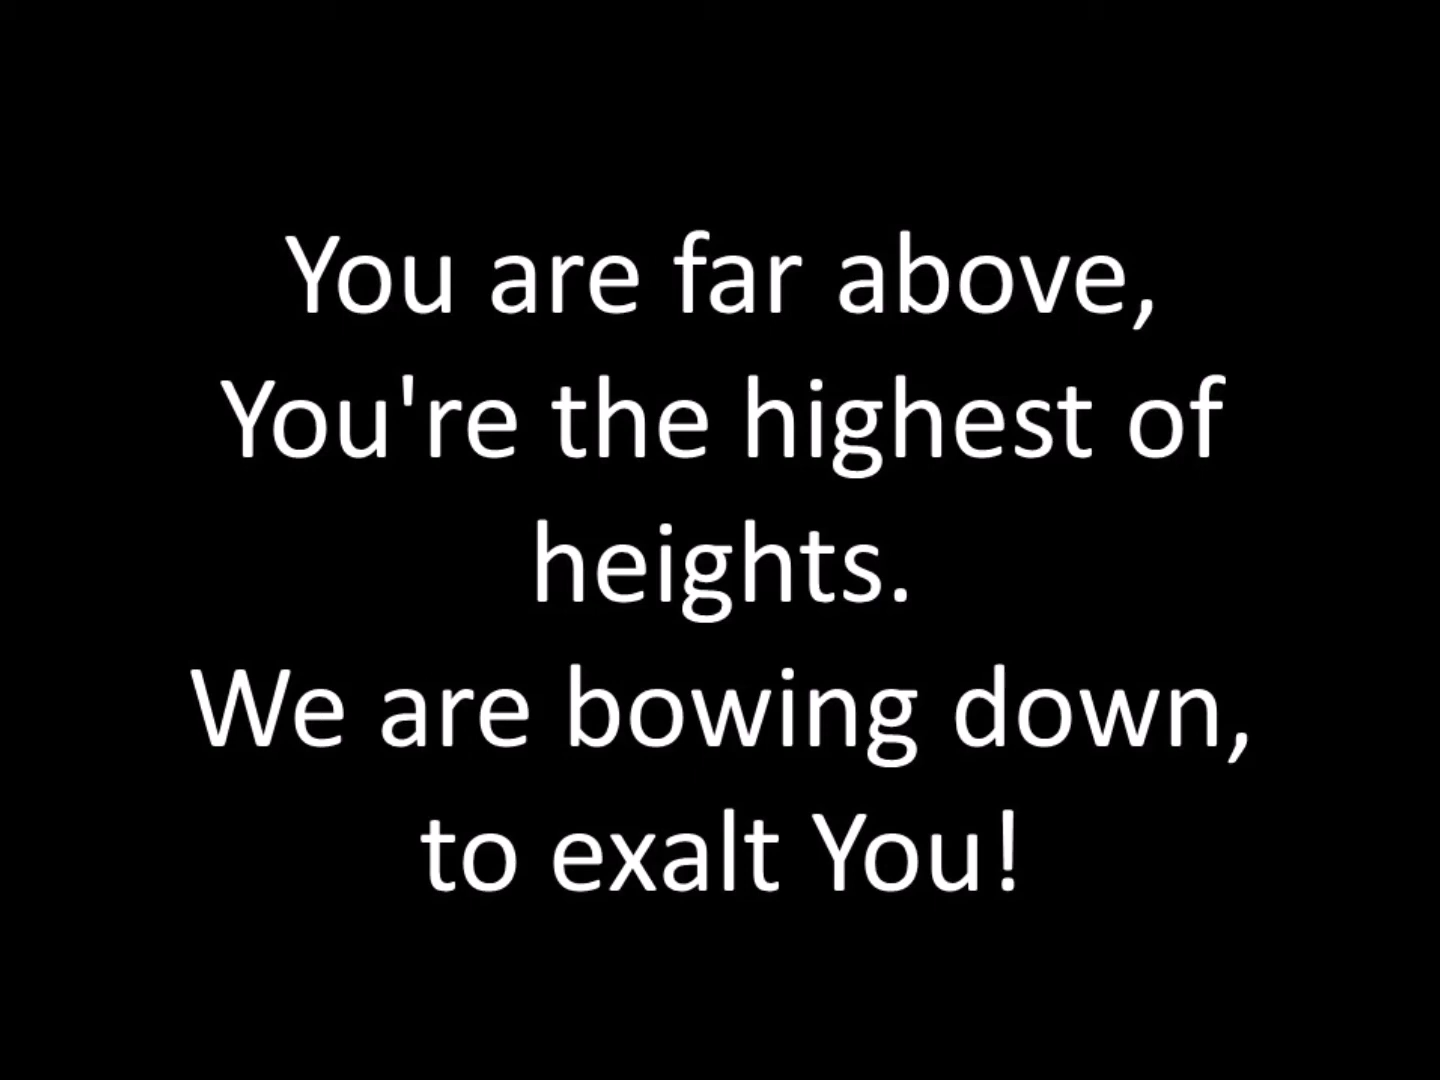 You are far above,
You're the highest of
heights.
We are bowing down,
to exalt You!